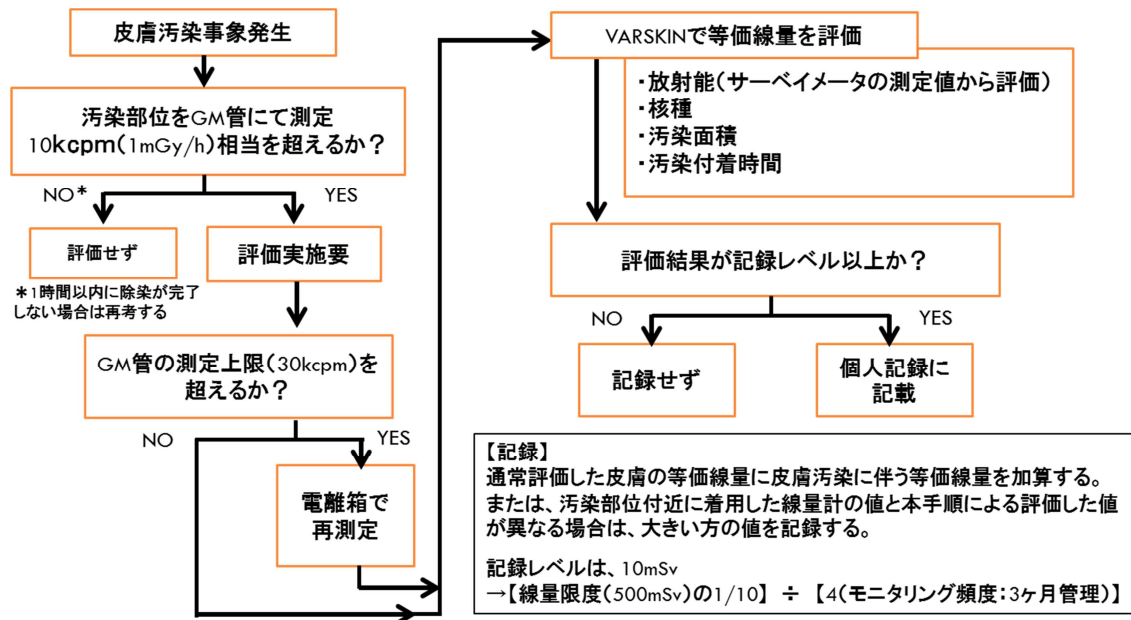 皮膚汚染事象発生
汚染部位をGM管にて測定
10kcpm(1mGy/h)相当を超えるか？
NO*
YES
評価せず
評価実施要
＊1時間以内に除染が完了
しない場合は再考する
GM管の測定上限(30kcpm)を
超えるか？
NO
YES
電離箱で
再測定
VARSKINで等価線量を評価
・放射能(サーベイメータの測定値から評価)
・核種
・汚染面積
・汚染付着時間
評価結果が記録レベル以上か？
NO
YES
記録せず
個人記録に
記載
【記録】
通常評価した皮膚の等価線量に皮膚汚染に伴う等価線量を加算する。
または、汚染部位付近に着用した線量計の値と本手順による評価した値
が異なる場合は、大きい方の値を記録する。
記録レベルは、10mSv
→【線量限度(500mSv)の1/10】 ÷ 【4(モニタリング頻度：3ヶ月管理)】